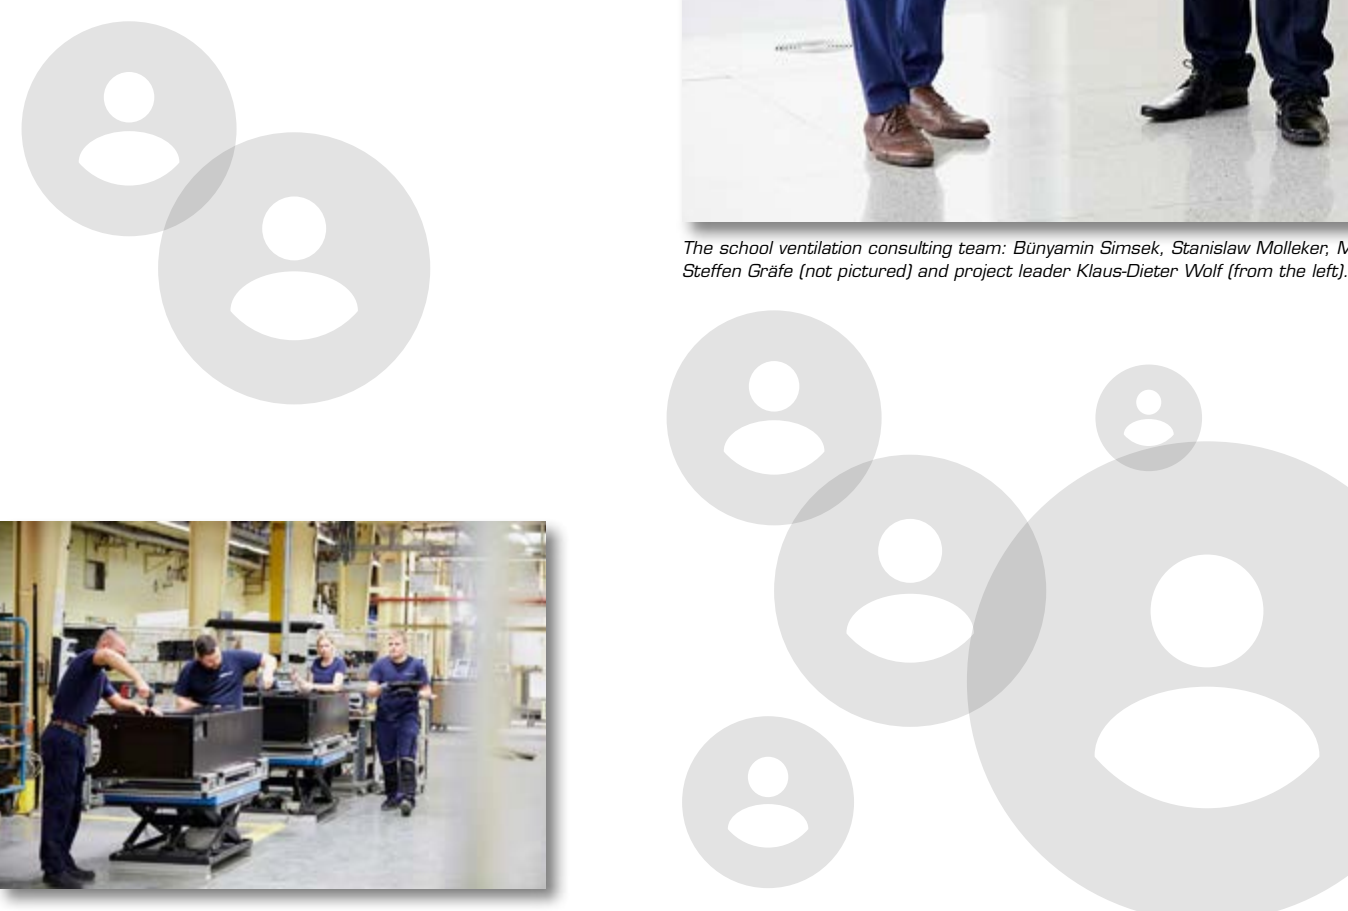 The school ventilation consulting team: Bünyamin Simsek, Stanislaw Molleker,
Steffen Gräfe (not pictured) and project leader Klaus-Dieter Wolf (from the left).